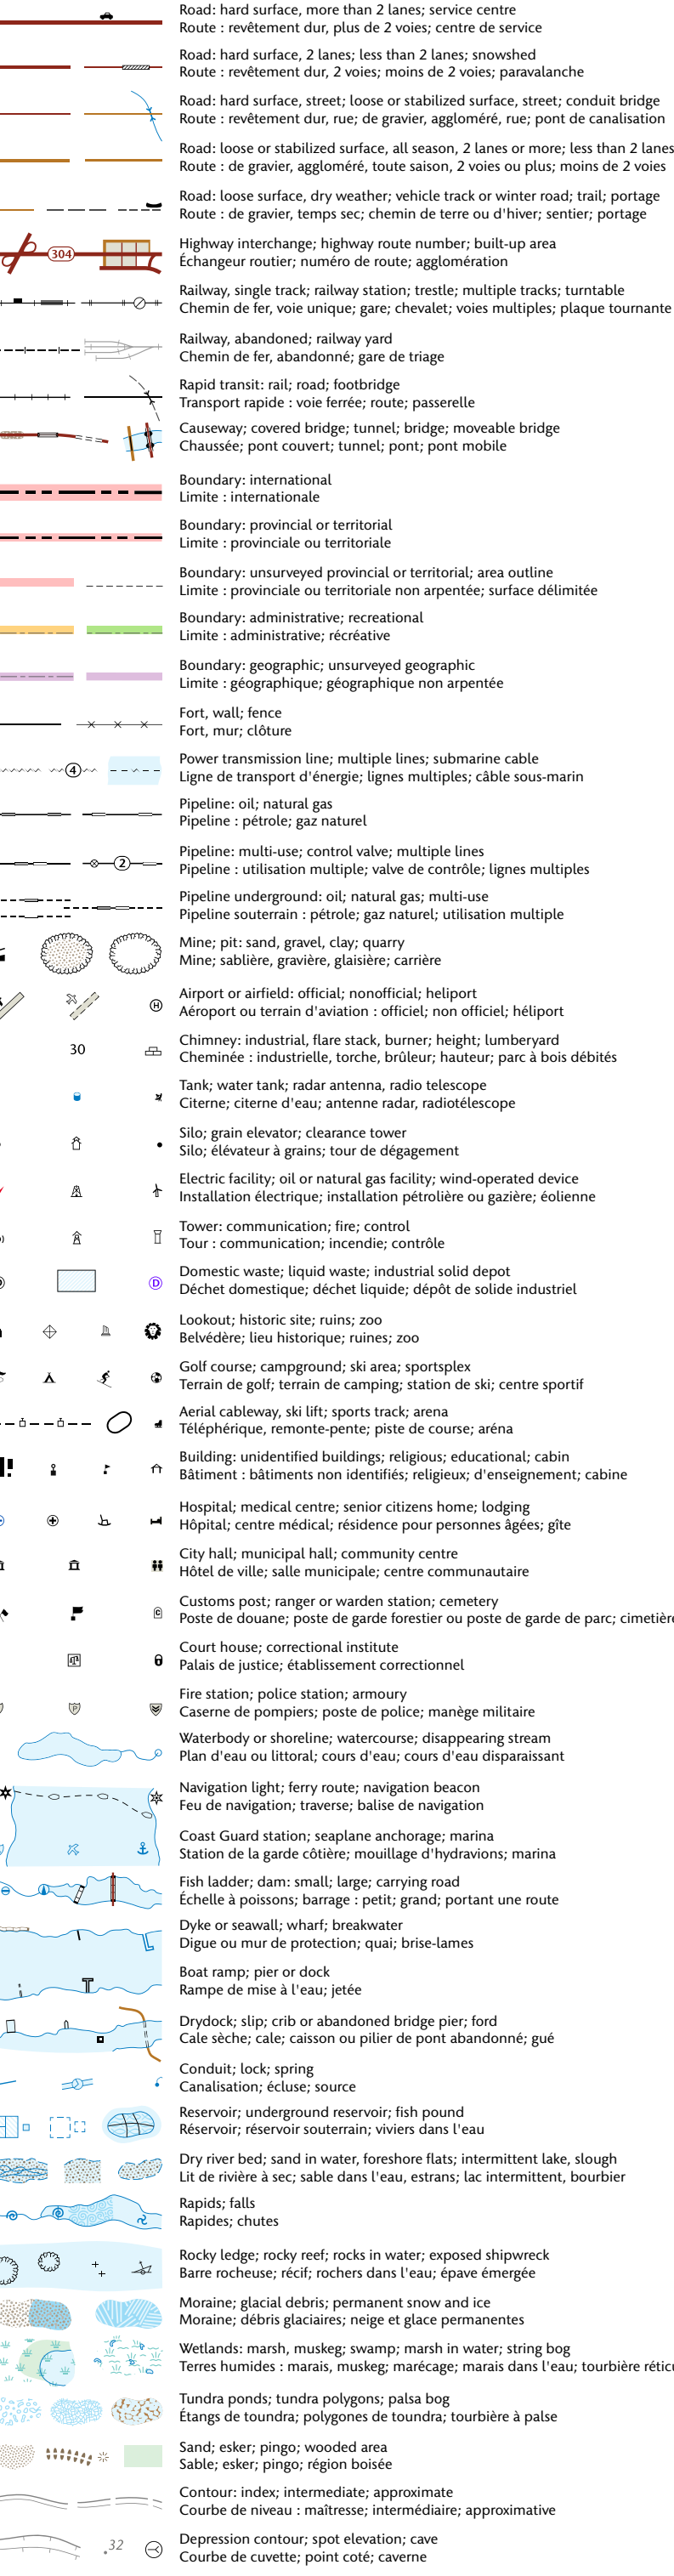 Road: hard surface, more than 2 lanes; service centre
Route : revêtement dur, plus de 2 voies; centre de service
Road: hard surface, 2 lanes; less than 2 lanes; snowshed
Route : revêtement dur, 2 voies; moins de 2 voies; paravalanche
Road: hard surface, street; loose or stabilized surface, street; conduit bridge
Route : revêtement dur, rue; de gravier, aggloméré, rue; pont de canalisation
Road: loose or stabilized surface, all season, 2 lanes or more; less than 2 lanes
Route : de gravier, aggloméré, toute saison, 2 voies ou plus; moins de 2 voies
Road: loose surface, dry weather; vehicle track or winter road; trail; portage
Route : de gravier, temps sec; chemin de terre ou d'hiver; sentier; portage
304
Highway interchange; highway route number; built-up area
Échangeur routier; numéro de route; agglomération
Railway, single track; railway station; trestle; multiple tracks; turntable
Chemin de fer, voie unique; gare; chevalet; voies multiples; plaque tournante
Railway, abandoned; railway yard
Chemin de fer, abandonné; gare de triage
Rapid transit: rail; road; footbridge
Transport rapide : voie ferrée; route; passerelle
Causeway; covered bridge; tunnel; bridge; moveable bridge
Chaussée; pont couvert; tunnel; pont; pont mobile
Boundary: international
Limite : internationale
Boundary: provincial or territorial
Limite : provinciale ou territoriale
Boundary: unsurveyed provincial or territorial; area outline
Limite : provinciale ou territoriale non arpentée; surface délimitée
Boundary: administrative; recreational
Limite : administrative; récréative
Boundary: geographic; unsurveyed geographic
Limite : géographique; géographique non arpentée
Fort, wall; fence
Fort, mur; clôture
4
Power transmission line; multiple lines; submarine cable
Ligne de transport d'énergie; lignes multiples; câble sous-marin
Pipeline: oil; natural gas
Pipeline : pétrole; gaz naturel
2
Pipeline: multi-use; control valve; multiple lines
Pipeline : utilisation multiple; valve de contrôle; lignes multiples
Pipeline underground: oil; natural gas; multi-use
Pipeline souterrain : pétrole; gaz naturel; utilisation multiple
Mine; pit: sand, gravel, clay; quarry
Mine; sablière, gravière, glaisière; carrière
H
Airport or airfield: official; nonofficial; heliport
Aéroport ou terrain d'aviation : officiel; non officiel; héliport
30
Chimney: industrial, flare stack, burner; height; lumberyard
Cheminée : industrielle, torche, brûleur; hauteur; parc à bois débités
Tank; water tank; radar antenna, radio telescope
Citerne; citerne d'eau; antenne radar, radiotélescope
Silo; grain elevator; clearance tower
Silo; élévateur à grains; tour de dégagement
Electric facility; oil or natural gas facility; wind-operated device
Installation électrique; installation pétrolière ou gazière; éolienne
Tower: communication; fire; control
Tour : communication; incendie; contrôle
D
Domestic waste; liquid waste; industrial solid depot
Déchet domestique; déchet liquide; dépôt de solide industriel
Lookout; historic site; ruins; zoo
Belvédère; lieu historique; ruines; zoo
Golf course; campground; ski area; sportsplex
Terrain de golf; terrain de camping; station de ski; centre sportif
Aerial cableway, ski lift; sports track; arena
Téléphérique, remonte-pente; piste de course; aréna
Building: unidentified buildings; religious; educational; cabin
Bâtiment : bâtiments non identifiés; religieux; d'enseignement; cabine
Hospital; medical centre; senior citizens home; lodging
Hôpital; centre médical; résidence pour personnes âgées; gîte
City hall; municipal hall; community centre
Hôtel de ville; salle municipale; centre communautaire
C
Customs post; ranger or warden station; cemetery
Poste de douane; poste de garde forestier ou poste de garde de parc; cimetière
Court house; correctional institute
Palais de justice; établissement correctionnel
P
Fire station; police station; armoury
Caserne de pompiers; poste de police; manège militaire
Waterbody or shoreline; watercourse; disappearing stream
Plan d'eau ou littoral; cours d'eau; cours d'eau disparaissant
Navigation light; ferry route; navigation beacon
Feu de navigation; traverse; balise de navigation
Coast Guard station; seaplane anchorage; marina
Station de la garde côtière; mouillage d'hydravions; marina
Fish ladder; dam: small; large; carrying road
Échelle à poissons; barrage : petit; grand; portant une route
Dyke or seawall; wharf; breakwater
Digue ou mur de protection; quai; brise-lames
Boat ramp; pier or dock
Rampe de mise à l'eau; jetée
Drydock; slip; crib or abandoned bridge pier; ford
Cale sèche; cale; caisson ou pilier de pont abandonné; gué
Conduit; lock; spring
Canalisation; écluse; source
Reservoir; underground reservoir; fish pound
Réservoir; réservoir souterrain; viviers dans l'eau
Dry river bed; sand in water, foreshore flats; intermittent lake, slough
Lit de rivière à sec; sable dans l'eau, estrans; lac intermittent, bourbier
Rapids; falls
Rapides; chutes
Rocky ledge; rocky reef; rocks in water; exposed shipwreck
Barre rocheuse; récif; rochers dans l'eau; épave émergée
Moraine; glacial debris; permanent snow and ice
Moraine; débris glaciaires; neige et glace permanentes
Wetlands: marsh, muskeg; swamp; marsh in water; string bog
Terres humides : marais, muskeg; marécage; marais dans l'eau; tourbière réticu
Tundra ponds; tundra polygons; palsa bog
Étangs de toundra; polygones de toundra; tourbière à palse
Sand; esker; pingo; wooded area
Sable; esker; pingo; région boisée
Contour: index; intermediate; approximate
Courbe de niveau : maîtresse; intermédiaire; approximative
.32
Depression contour; spot elevation; cave
Courbe de cuvette; point coté; caverne